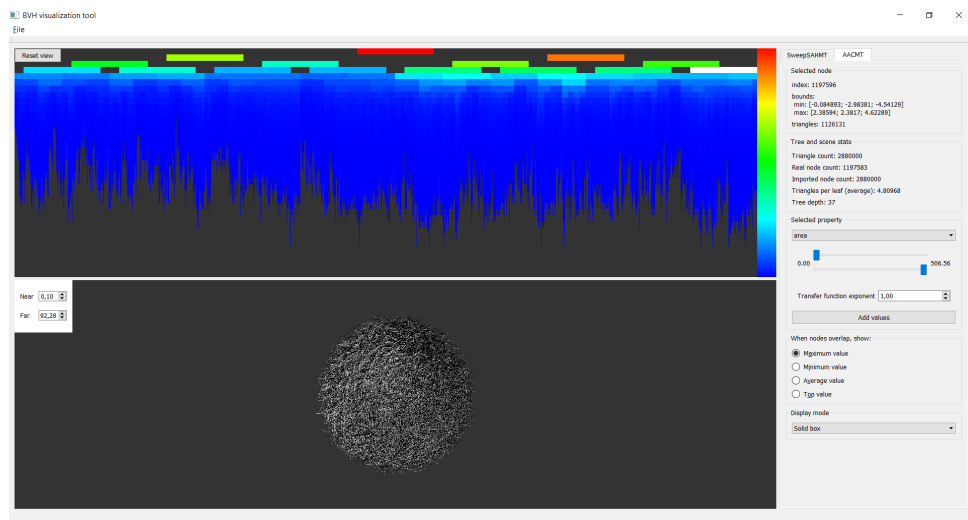 BVH visualization tool
File
Reset view
SweepSAHMT AACMT
Selected node
index: 1197596
bounds:
min: [-0.084893; -2.98381; -4.54129]
max: [2.38594; 2.3817; 4.62289]
triangles: 1126131
Tree and scene stats
Triangle count: 2880000
Real node count: 1197583
Imported node count: 2880000
Triangles per leaf (average): 4.80968
Tree depth: 37
Selected property
area
0.00 506.56
Transfer function exponent 1,00
Add values
When nodes overlap, show:
Maximum value
Minimum value
Average value
Top value
Display mode
Solid box
Near 0,10
Far 92,28